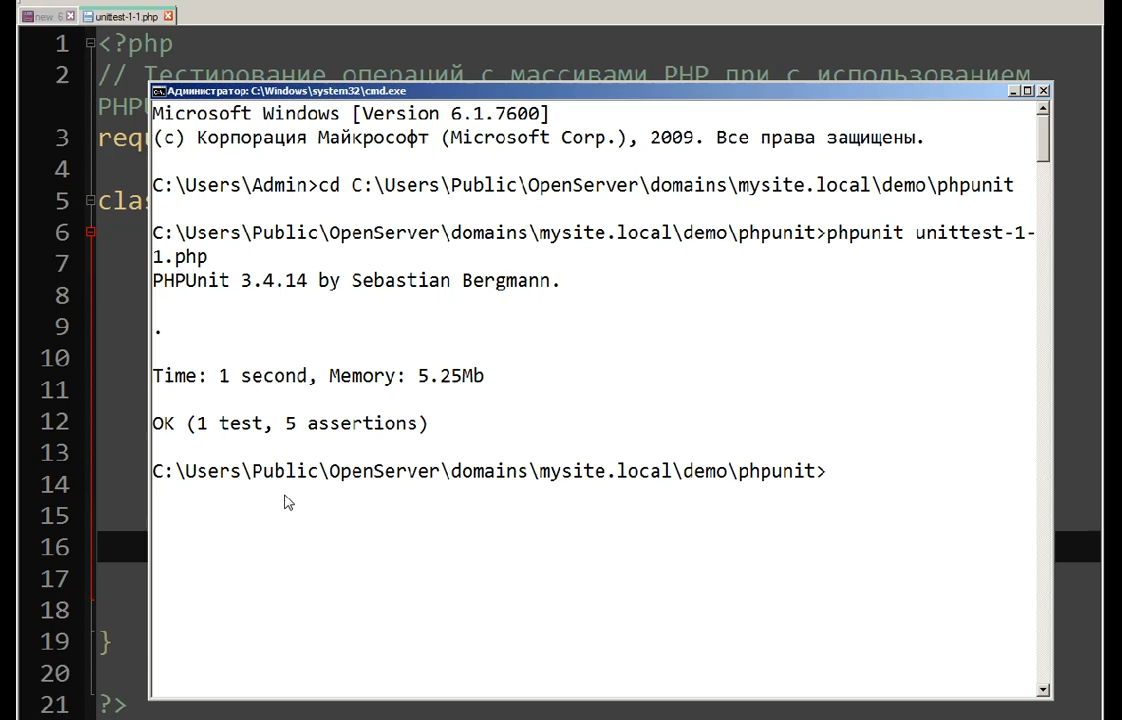 new 6
unittest-1-1.php
1 <?php
2 // Тестирование операций с массивами PHP при с использованием
PHPU
3 requ
4
5 clas
6
7
8
9
10
11
12
13
14
15
16
17
18
19 }
20
21 ?>
Администратор: C:\Windows\system32\cmd.exe
Microsoft Windows [Version 6.1.7600]
(c) Корпорация Майкрософт (Microsoft Corp.), 2009. Все права защищены.
C:\Users\Admin>cd C:\Users\Public\OpenServer\domains\mysite.local\demo\phpunit
C:\Users\Public\OpenServer\domains\mysite.local\demo\phpunit>phpunit unittest-1-
1.php
PHPUnit 3.4.14 by Sebastian Bergmann.
.
Time: 1 second, Memory: 5.25Mb
OK (1 test, 5 assertions)
C:\Users\Public\OpenServer\domains\mysite.local\demo\phpunit>